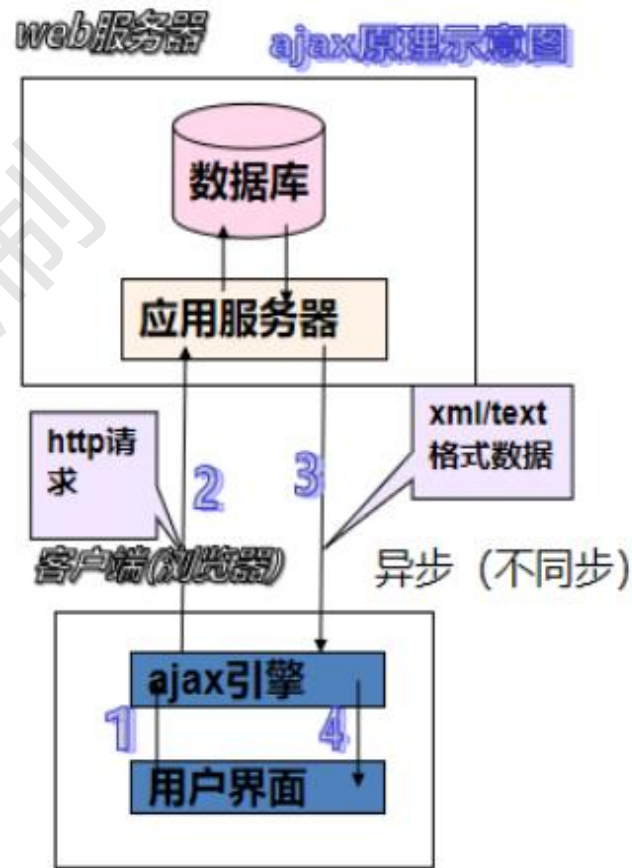 web服务器
ajax原理示意图
数据库
应用服务器
http请
求
2
3
xml/text
格式数据
客户端(浏览器)
异步（不同步）
ajax引擎
1
4
用户界面
制